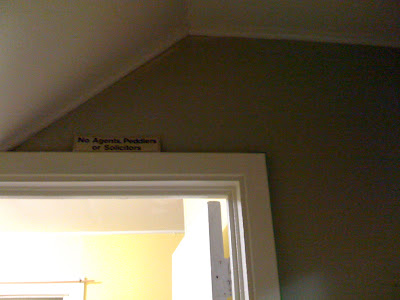 No Agents, Peddlers
or Solicitors